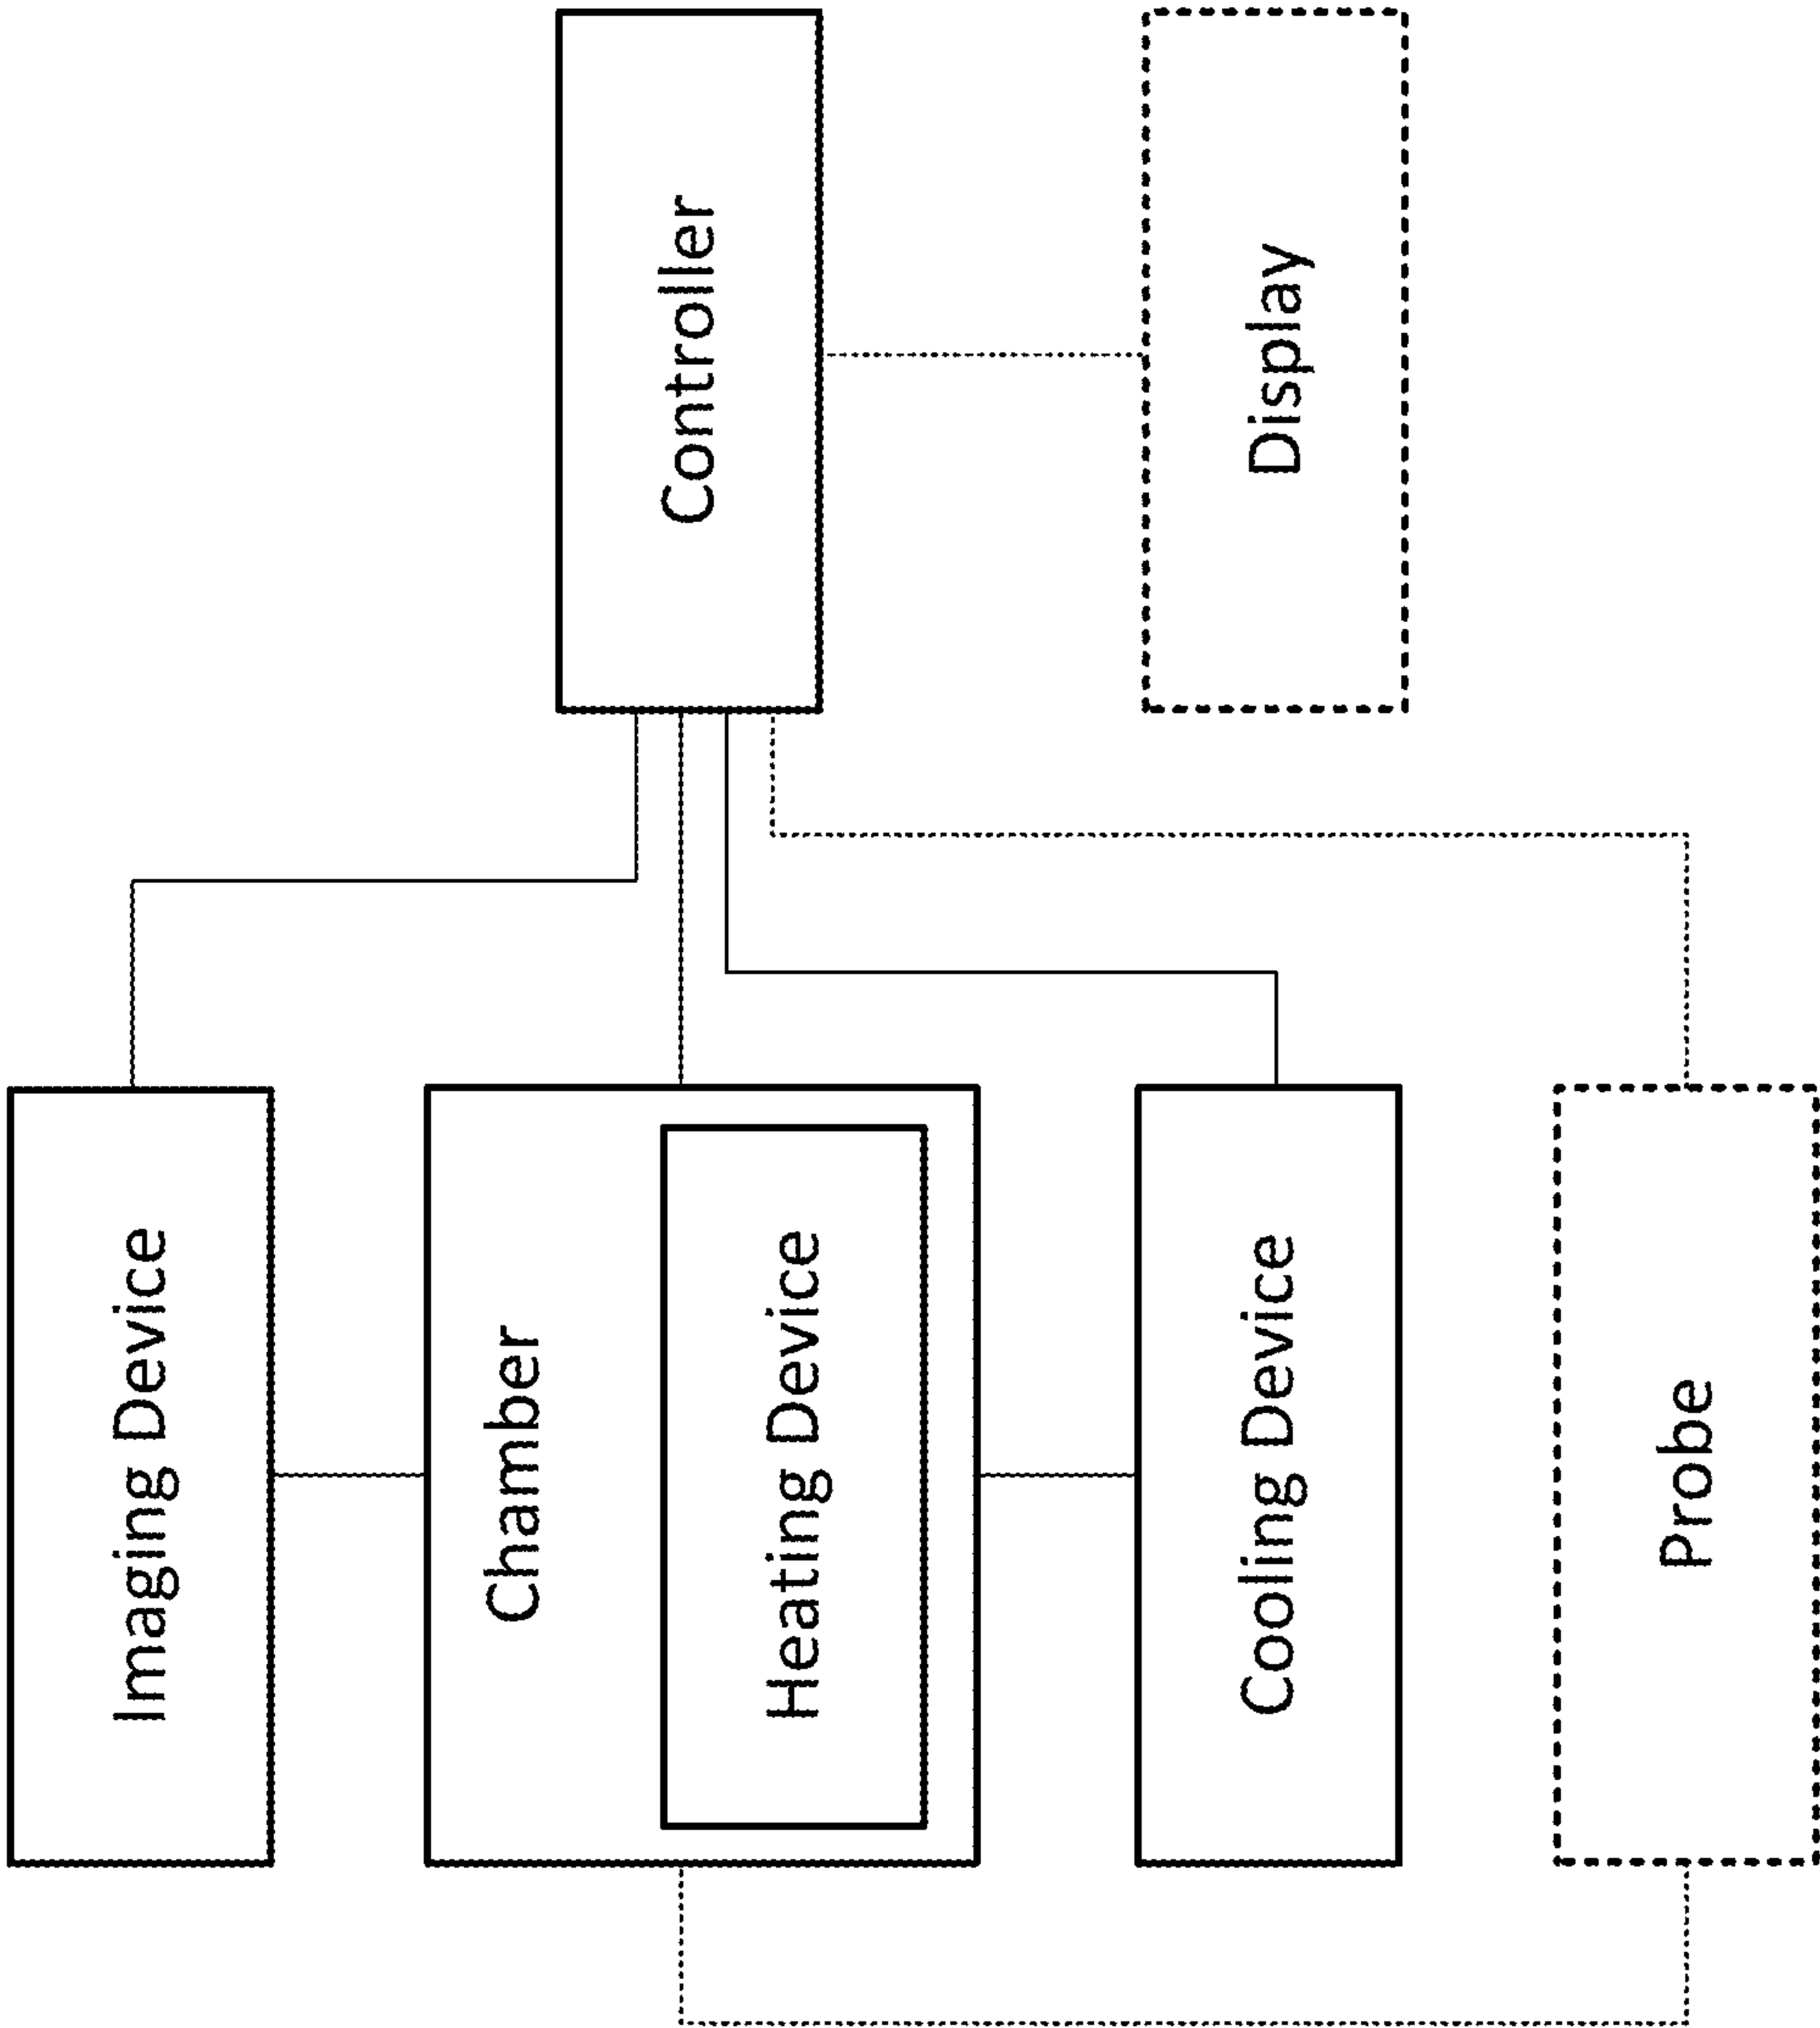 Imaging Device
Chamber
Heating Device
Cooling Device
Probe
Controller
Display